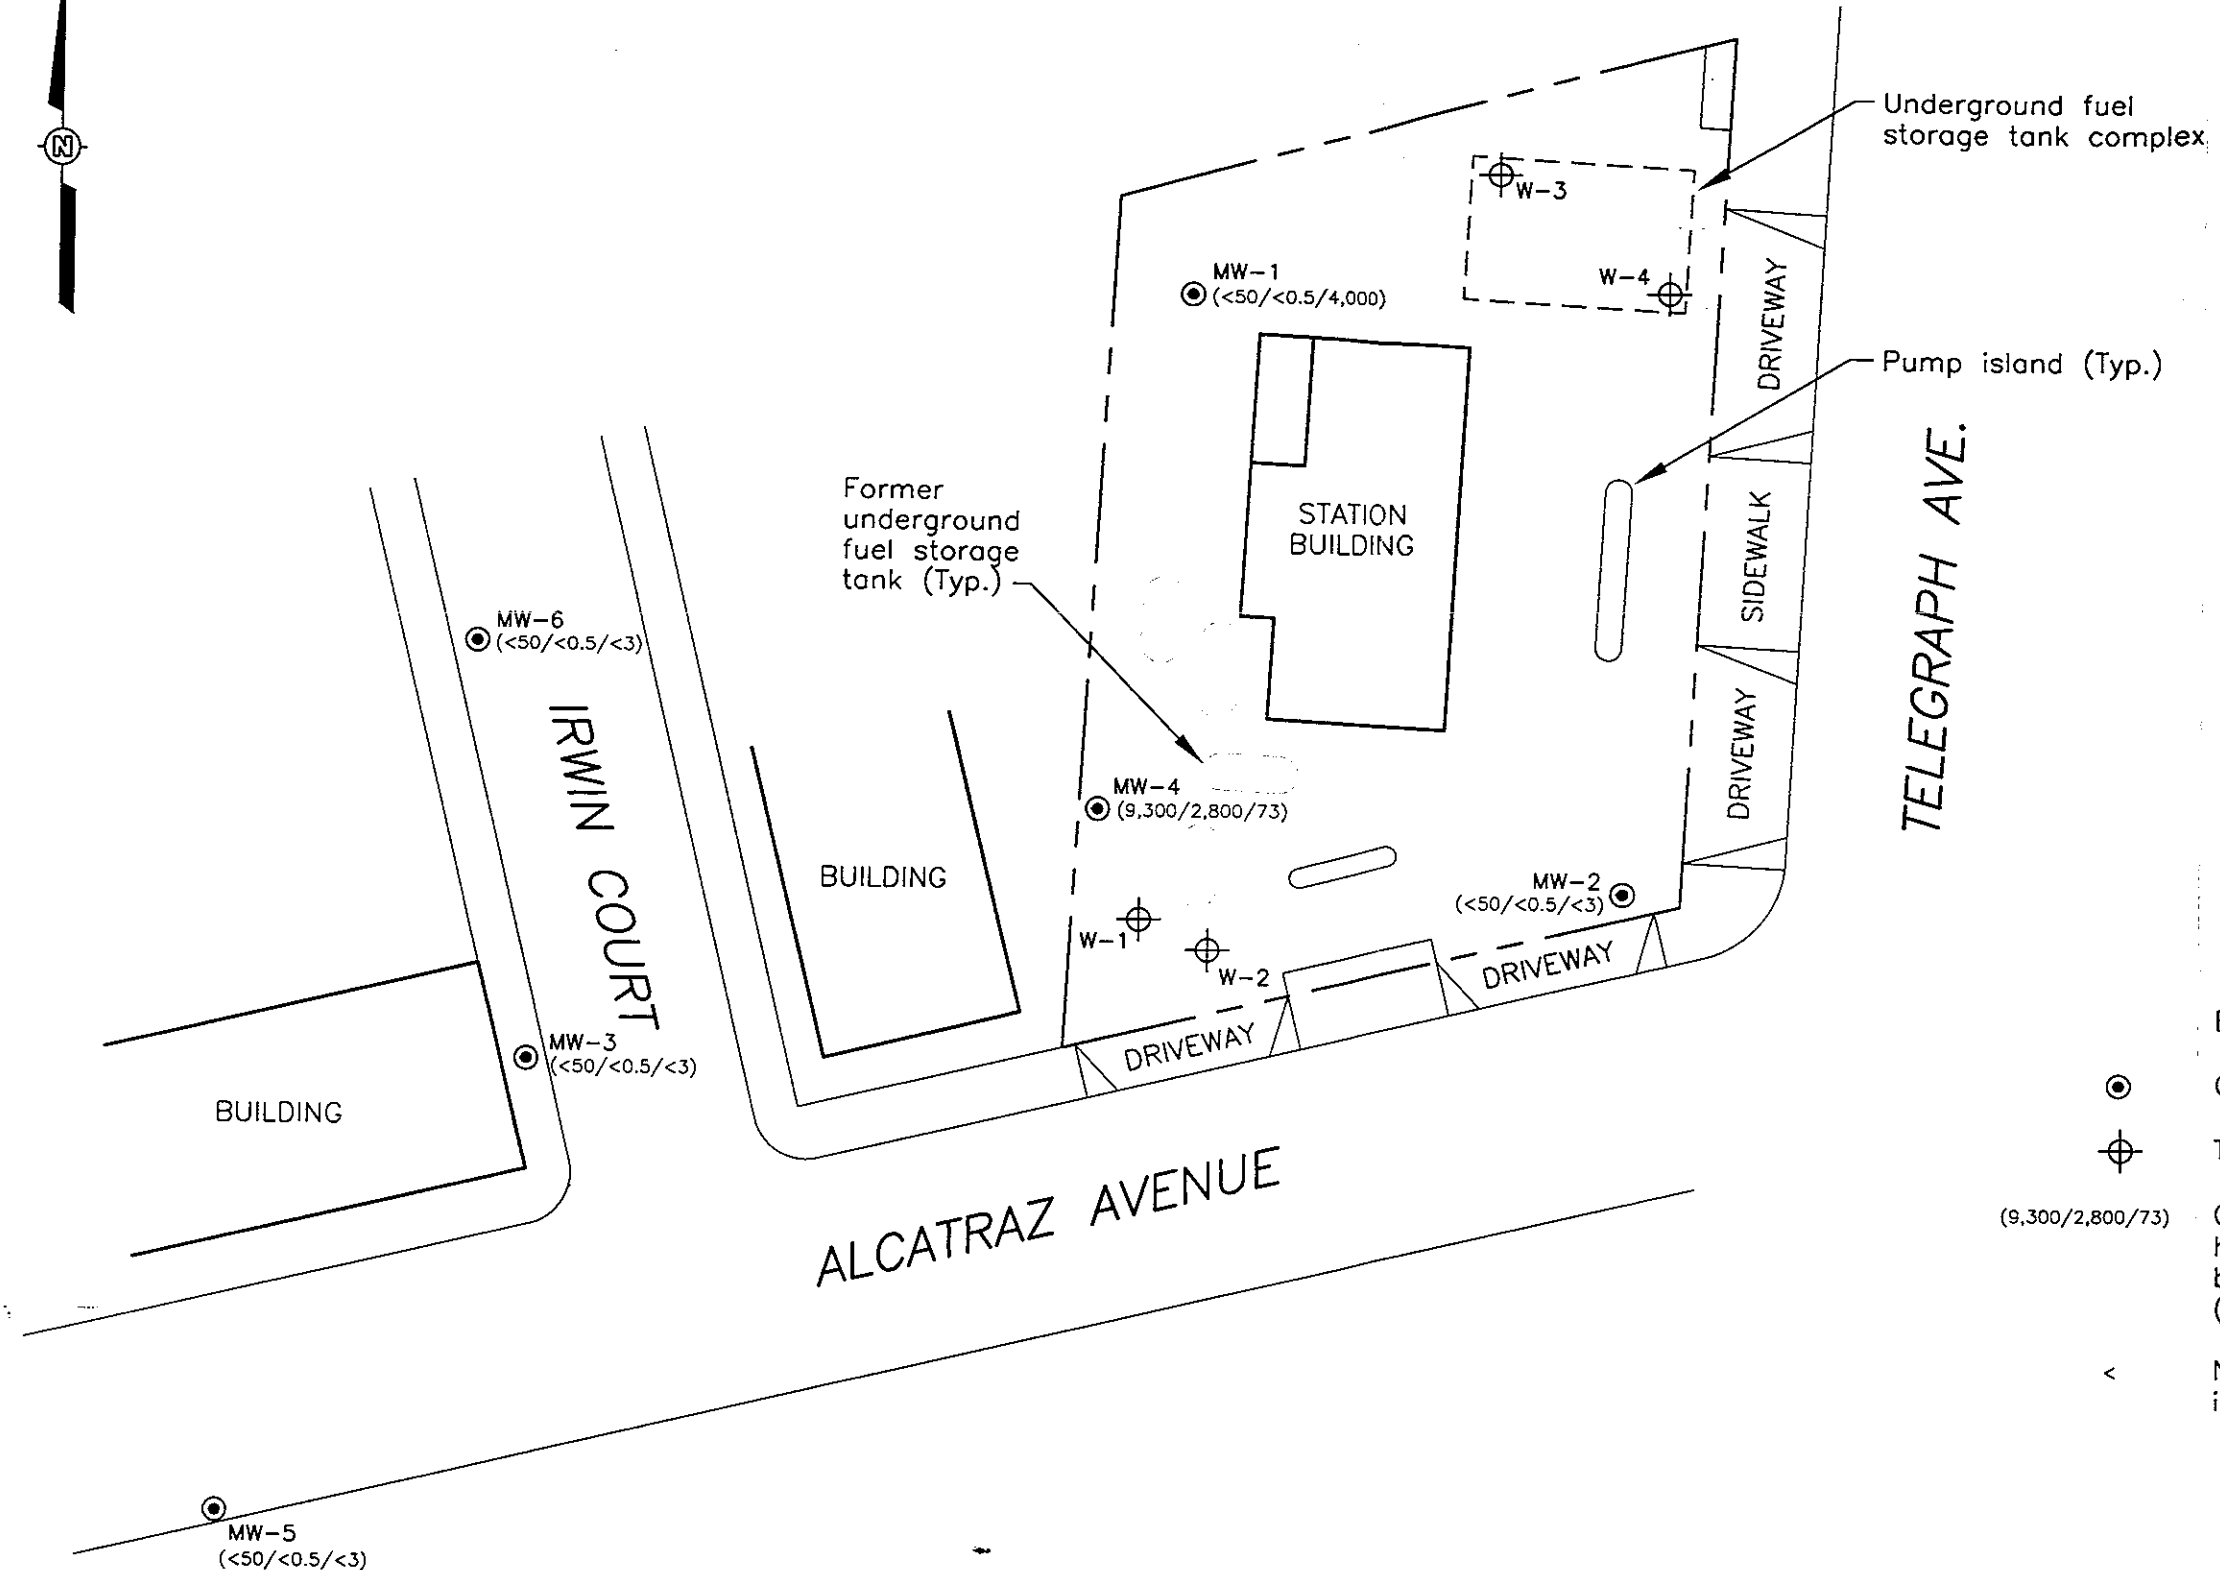 N
Underground fuel
storage tank complex
W-3
W-4
MW-1
(<50/<0.5/4,000)
DRIVEWAY
Pump island (Typ.)
TELEGRAPH AVE.
Former
underground
fuel storage
tank (Typ.)
STATION
BUILDING
SIDEWALK
MW-6
(<50/<0.5/<3)
IRWIN COURT
DRIVEWAY
MW-4
(9,300/2,800/73)
BUILDING
MW-2
(<50/<0.5/<3)
W-1
W-2
DRIVEWAY
DRIVEWAY
MW-3
(<50/<0.5/<3)
BUILDING
ALCATRAZ AVENUE
(9,300/2,800/73)
<
MW-5
(<50/<0.5/<3)